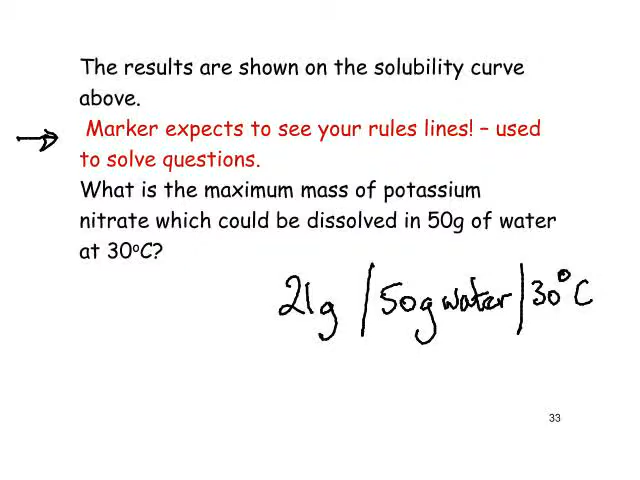 The results are shown on the solubility curve
above.
Marker expects to see your rules lines! – used
to solve questions.
What is the maximum mass of potassium
nitrate which could be dissolved in 50g of water
at 30°C?
21g / 50g water / 30°C
33